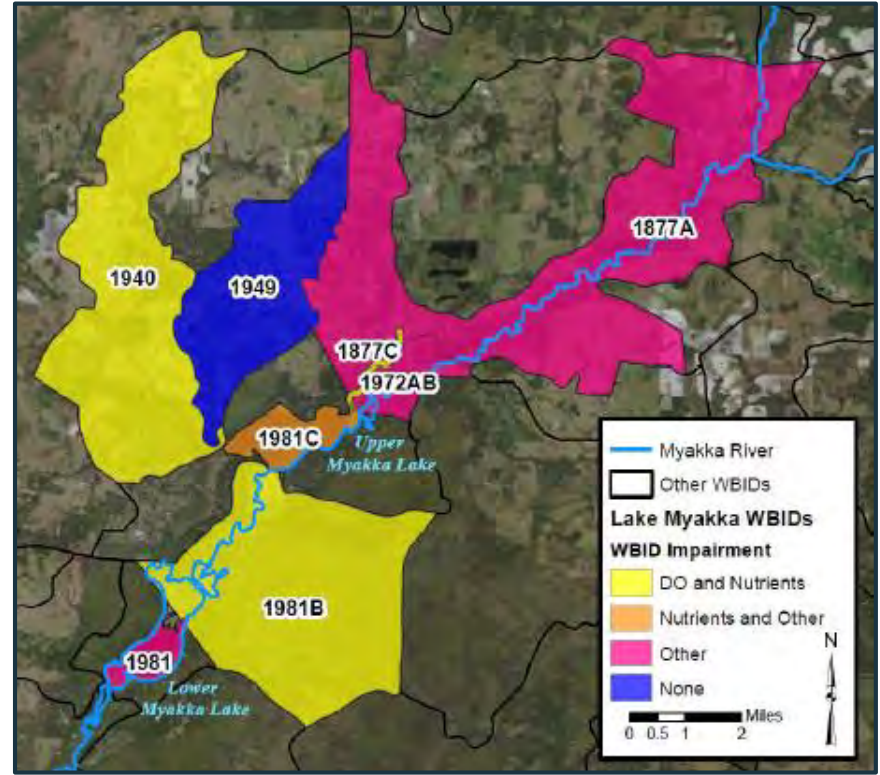 1877A
1940
1949
1877C
1972AB
1981C
Upper
Myakka Lake
1981B
1981
Lower
Myakka Lake
Myakka River
Other WBIDs
Lake Myakka WBIDs
WBID Impairment
DO and Nutrients
Nutrients and Other
Other
None
N
Miles
0 0.5 1 2